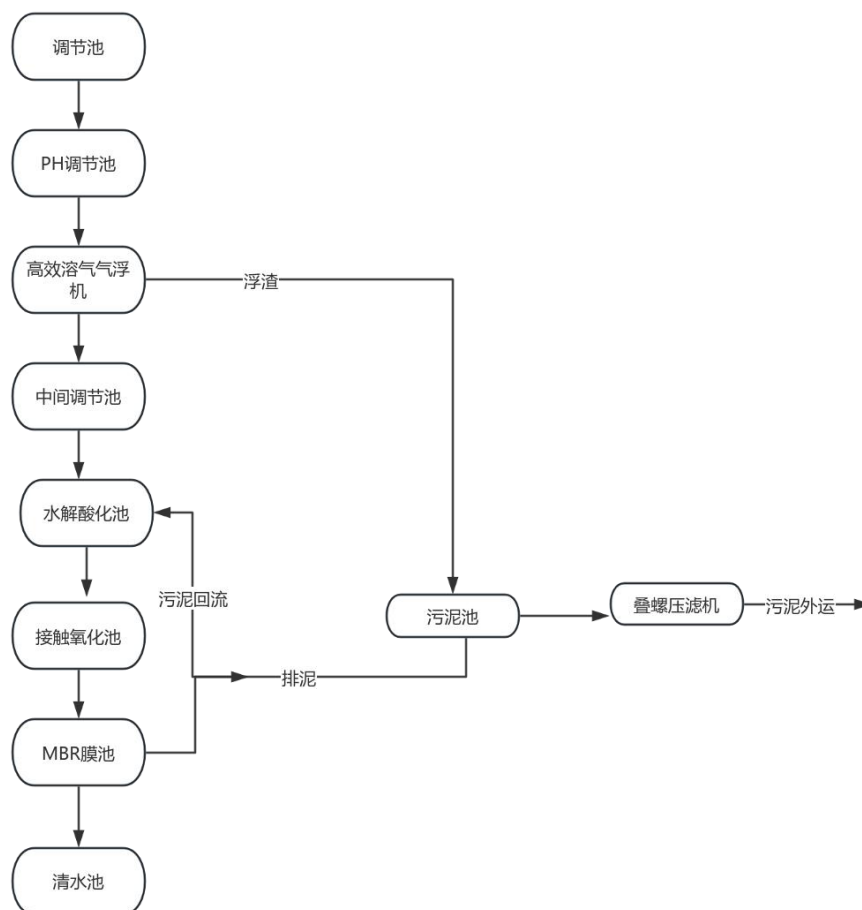 调节池
PH调节池
高效溶气气浮
机
浮渣
中间调节池
水解酸化池
污泥回流
接触氧化池
污泥池
叠螺压滤机
污泥外运
排泥
MBR膜池
清水池